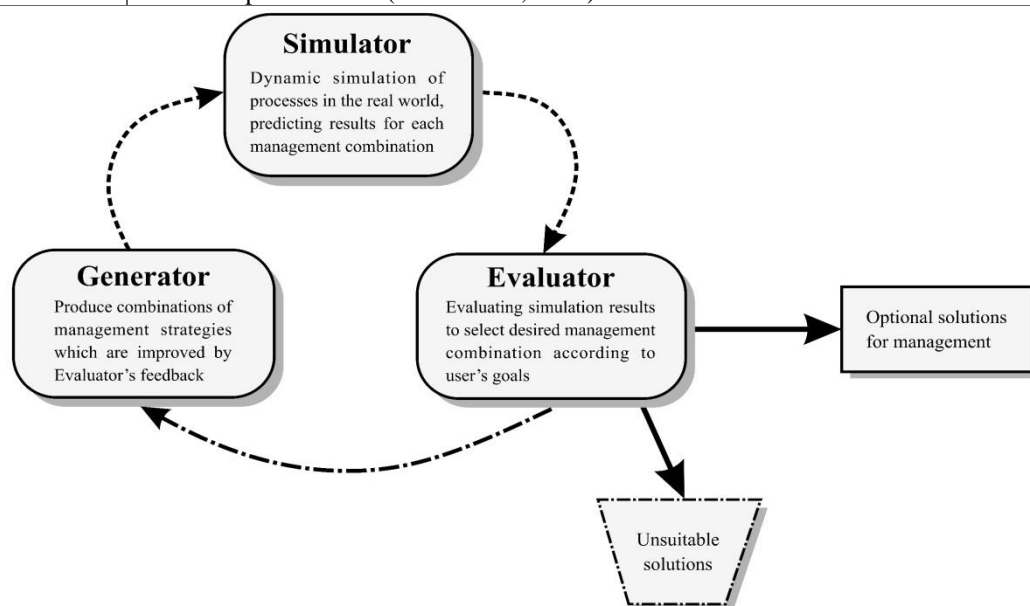 Simulator
Dynamic simulation of
processes in the real world,
predicting results for each
management combination
Generator
Produce combinations of
management strategies
which are improved by
Evaluator’s feedback
Evaluator
Evaluating simulation results
to select desired management
combination according to
user’s goals
Optional solutions
for management
Unsuitable
solutions